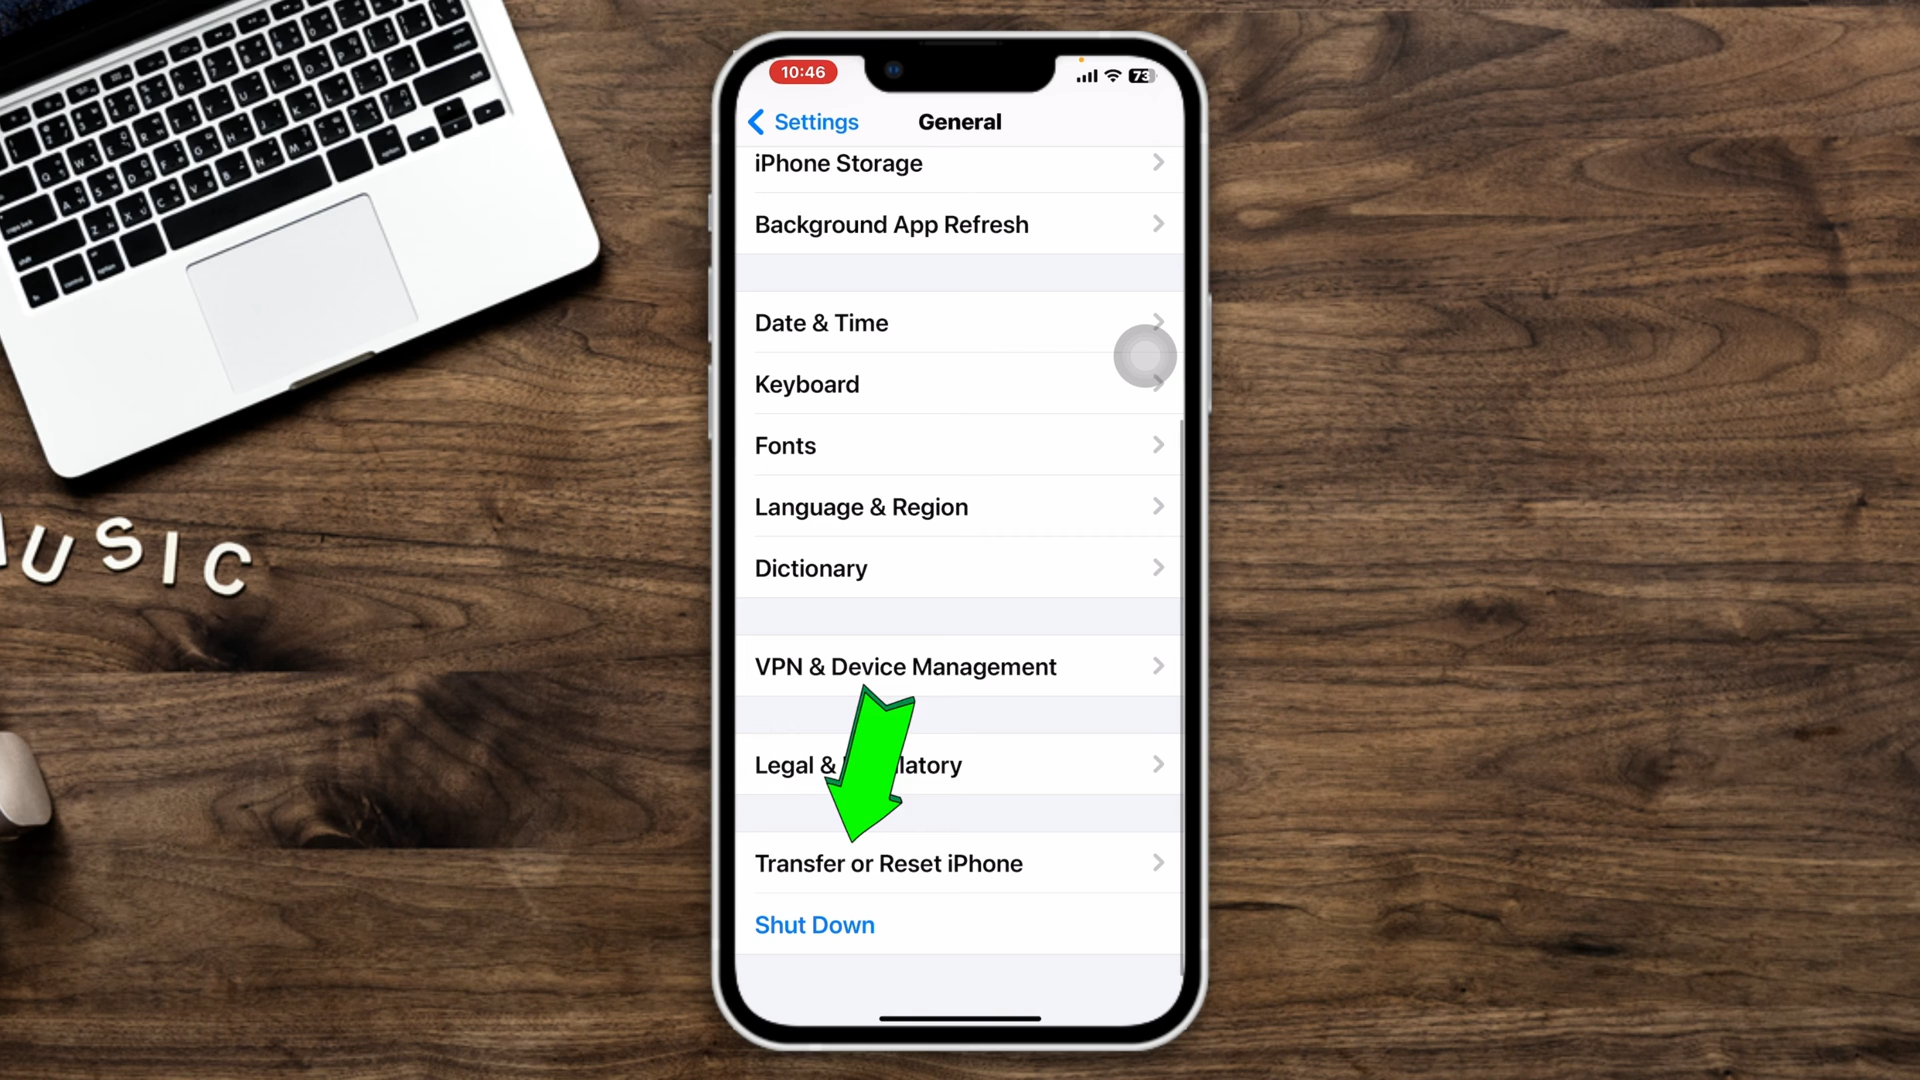 10:46
73
Settings
General
iPhone Storage
Background App Refresh
Date & Time
Keyboard
Fonts
Language & Region
Dictionary
VPN & Device Management
Legal &
latory
Transfer or Reset iPhone
Shut Down
USIC